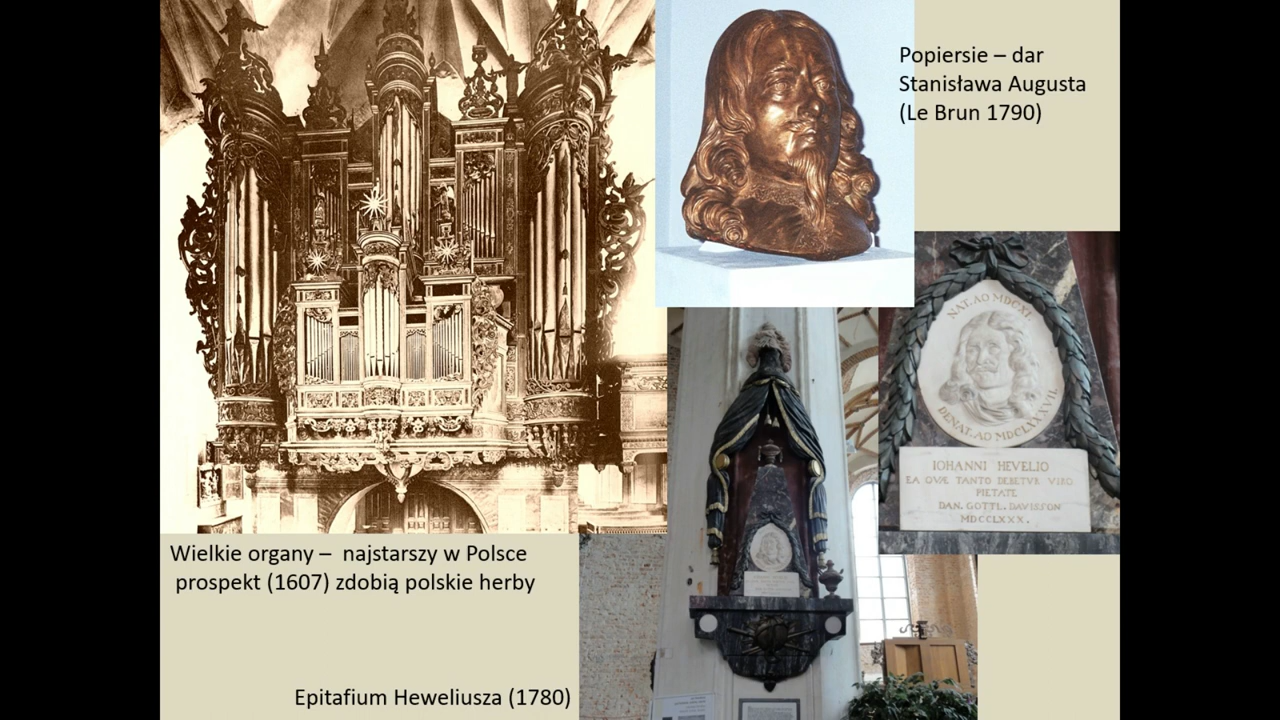 Popiersie – dar
Stanisława Augusta
(Le Brun 1790)
NAT. AO MDCXI.
DENAT. AO MDCLXXXVII.
IOHANNI HEVELIO
EA QVÆ TANTO DEBETVR VIRO
PIETATE
DAN. GOTTL. DAVISSON
MDCCLXXX.
Wielkie organy – najstarszy w Polsce
prospekt (1607) zdobią polskie herby
Epitafium Heweliusza (1780)